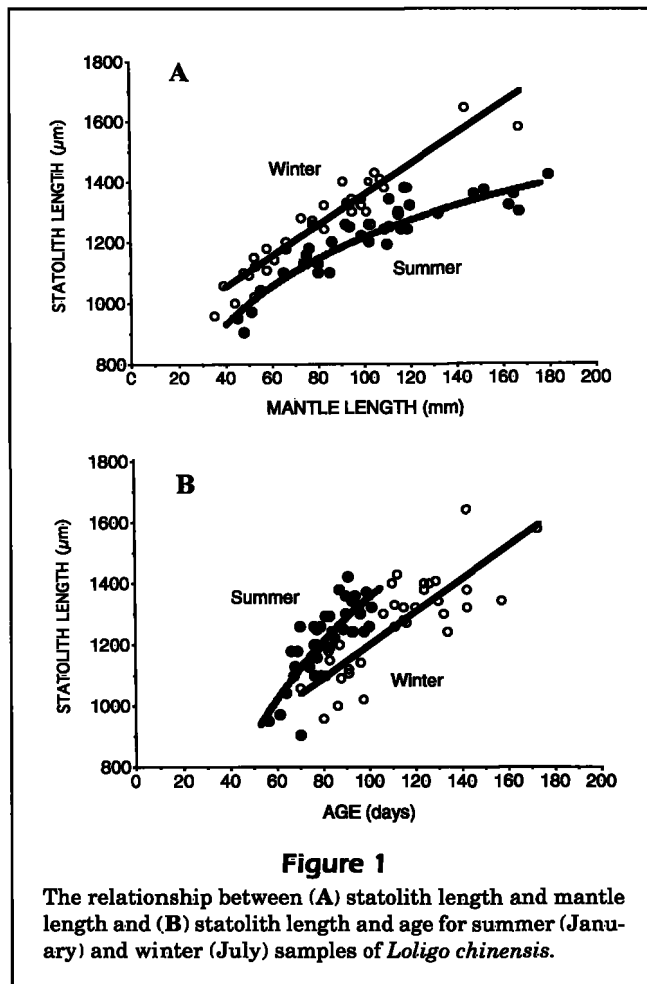 A
1800
1600
1400
1200
1000
800
STATOLITH LENGTH (µm)
Winter
Summer
C 20 40 60 80 100 120 140 160 180 200
MANTLE LENGTH (mm)
B
1800
1600
1400
1200
1000
800
STATOLITH LENGTH (µm)
Summer
Winter
0 20 40 60 80 100 120 140 160 180 200
AGE (days)
Figure 1
The relationship between (A) statolith length and mantle
length and (B) statolith length and age for summer (Janu-
ary) and winter (July) samples of Loligo chinensis.